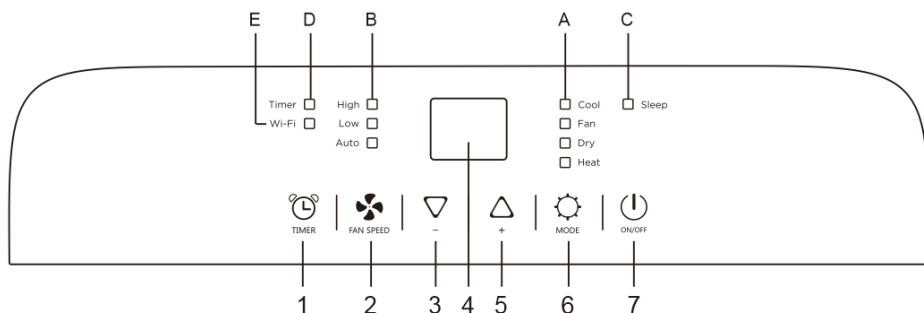 E D B A C
Timer High Cool Sleep
Wi-Fi Low Fan
Auto Dry
Heat
TIMER FAN SPEED − + MODE ON/OFF
1 2 3 4 5 6 7